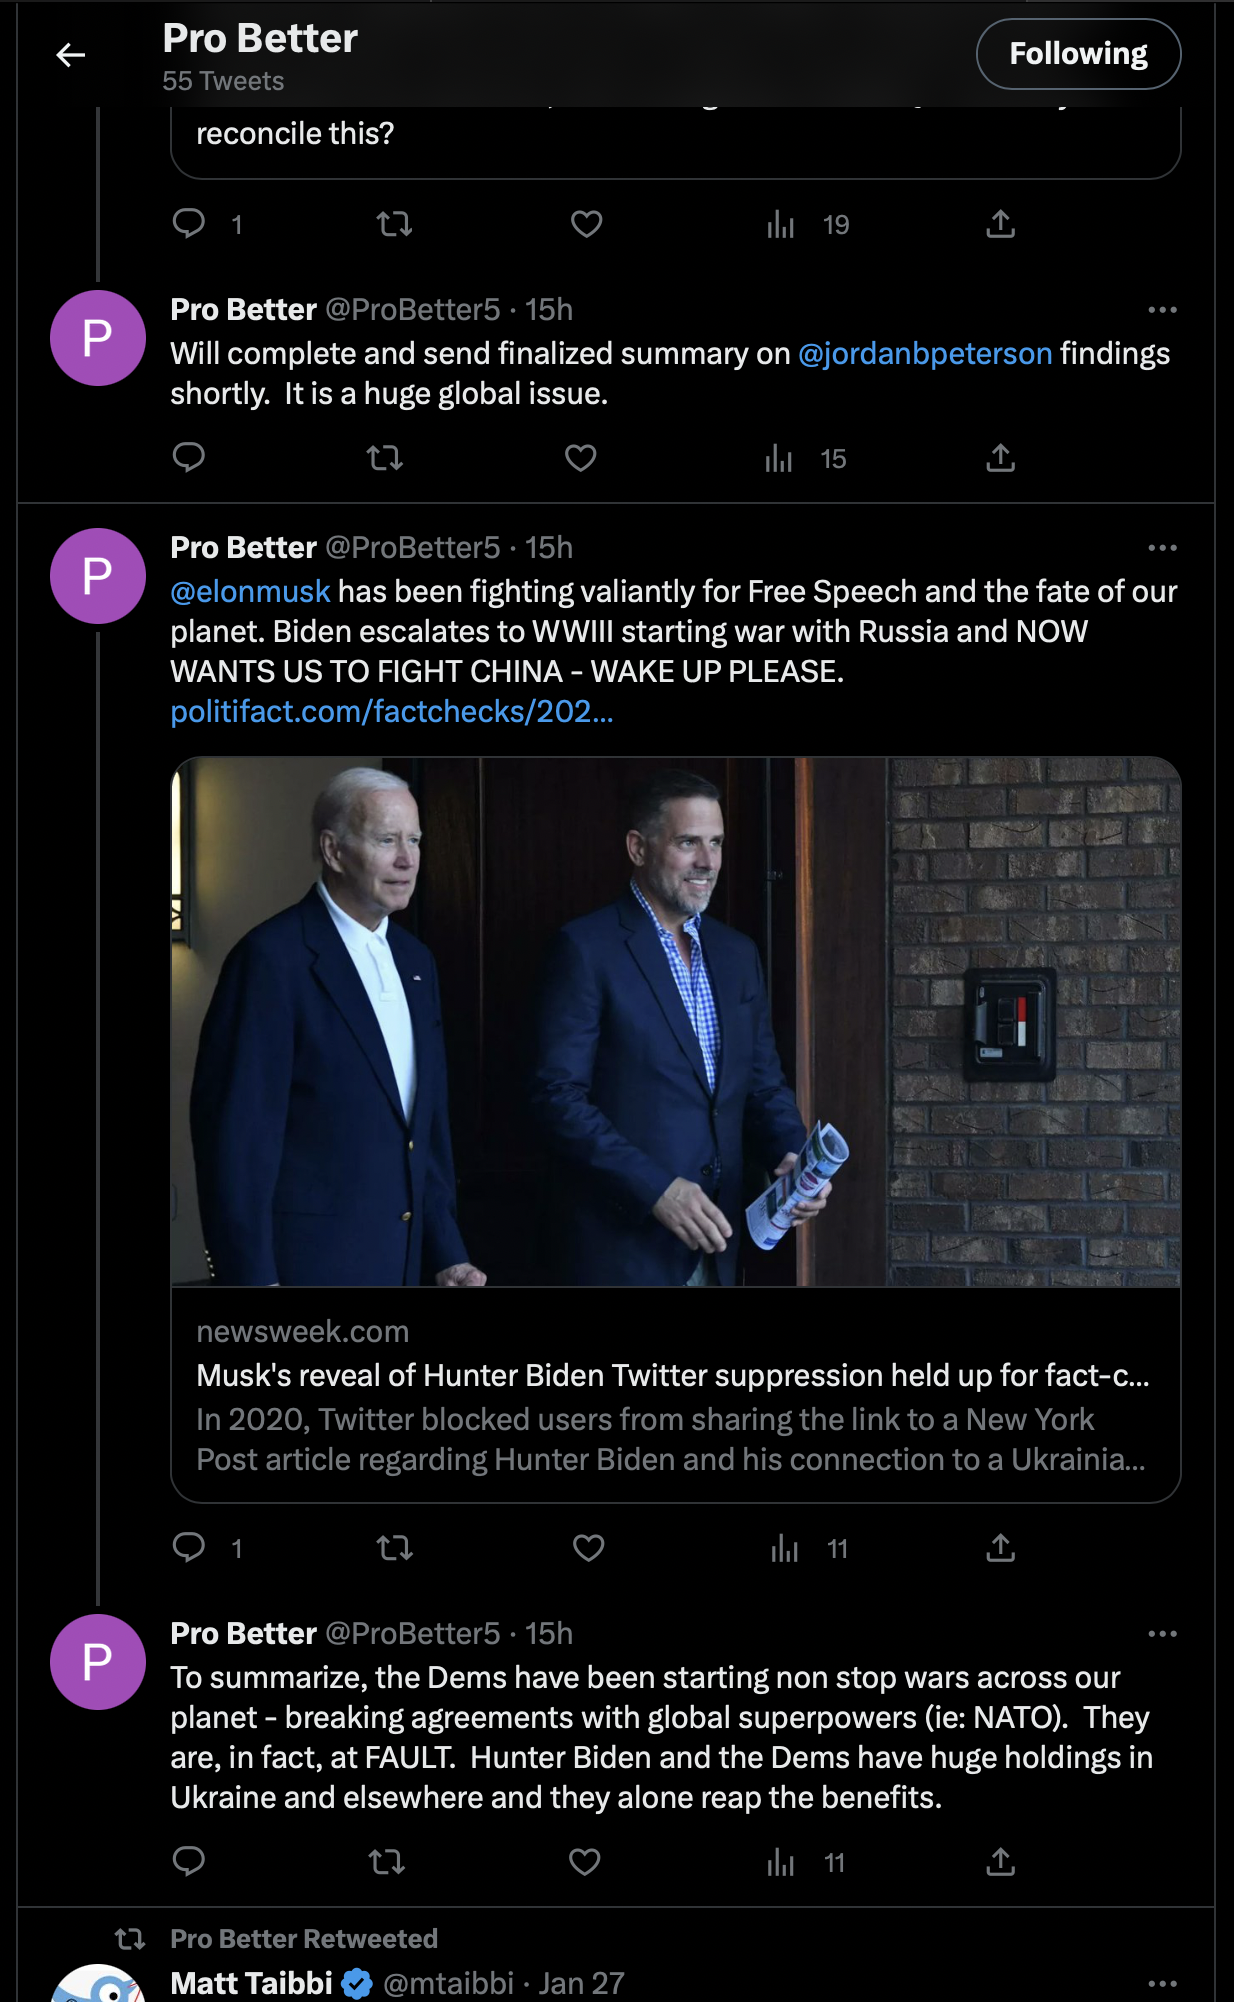 Pro Better
55 Tweets
Following
reconcile this?
1
19
P
Pro Better @ProBetter5 · 15h
Will complete and send finalized summary on @jordanbpeterson findings
shortly.  It is a huge global issue.
15
P
Pro Better @ProBetter5 · 15h
@elonmusk has been fighting valiantly for Free Speech and the fate of our
planet. Biden escalates to WWIII starting war with Russia and NOW
WANTS US TO FIGHT CHINA - WAKE UP PLEASE.
politifact.com/factchecks/202...
newsweek.com
Musk's reveal of Hunter Biden Twitter suppression held up for fact-c...
In 2020, Twitter blocked users from sharing the link to a New York
Post article regarding Hunter Biden and his connection to a Ukrainia...
1
11
P
Pro Better @ProBetter5 · 15h
To summarize, the Dems have been starting non stop wars across our
planet - breaking agreements with global superpowers (ie: NATO).  They
are, in fact, at FAULT.  Hunter Biden and the Dems have huge holdings in
Ukraine and elsewhere and they alone reap the benefits.
11
Pro Better Retweeted
Matt Taibbi @mtaibbi · Jan 27